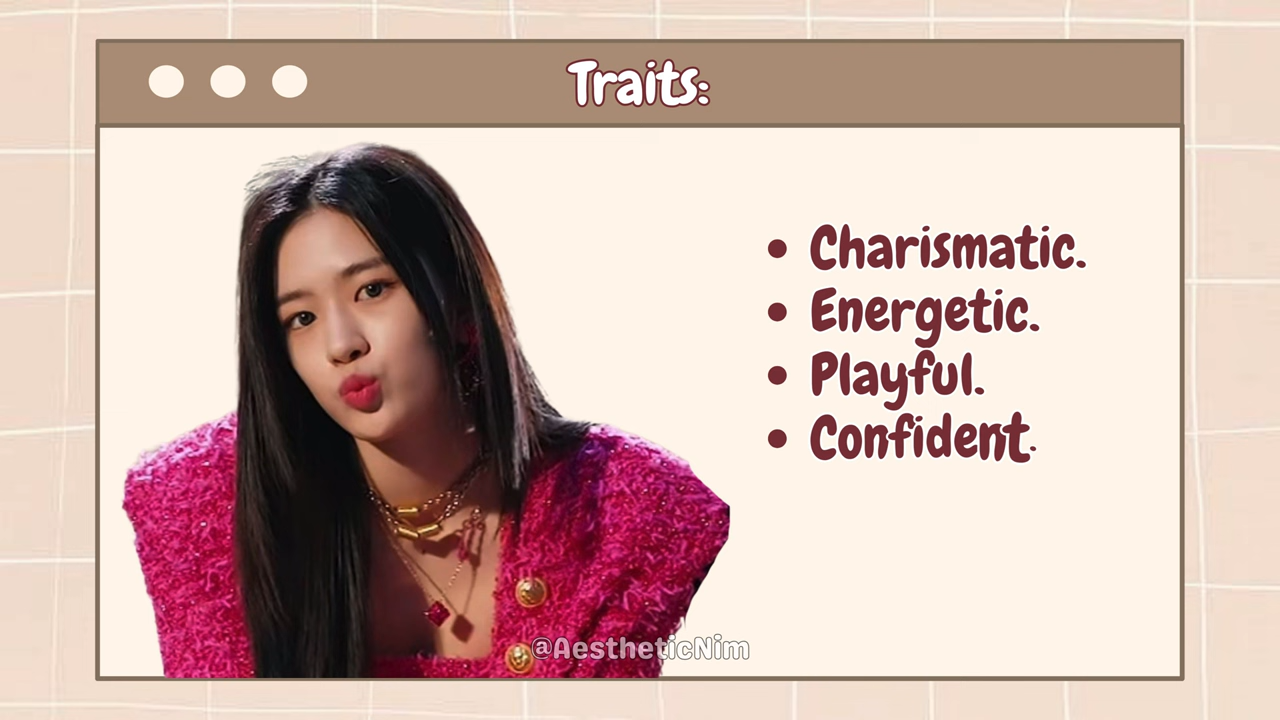 Traits:
• Charismatic.
• Energetic.
• Playful.
• Confident.
@AestheticNim